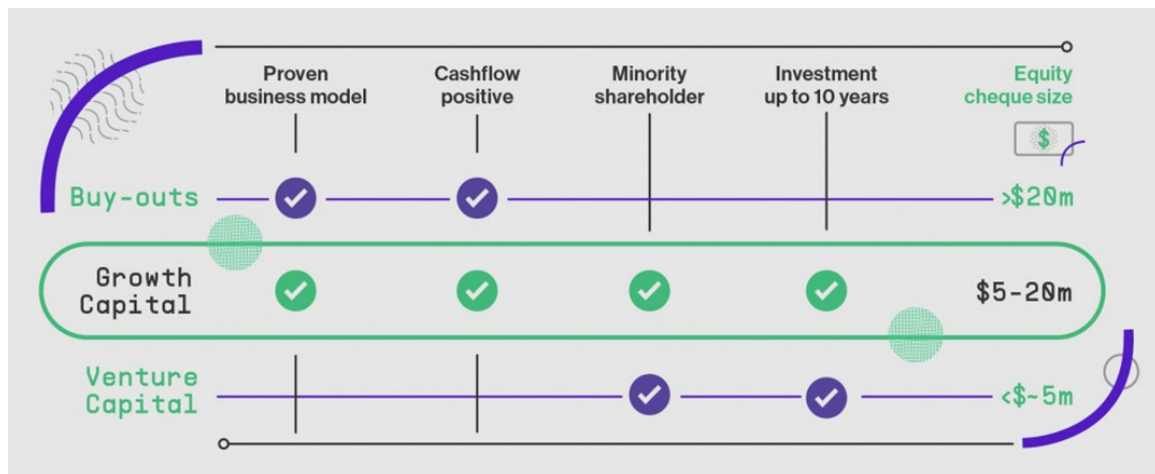 Proven
business model
Cashflow
positive
Minority
shareholder
Investment
up to 10 years
Equity
cheque size
$
Buy-outs
>$20m
Growth
Capital
$5-20m
Venture
Capital
<$~5m